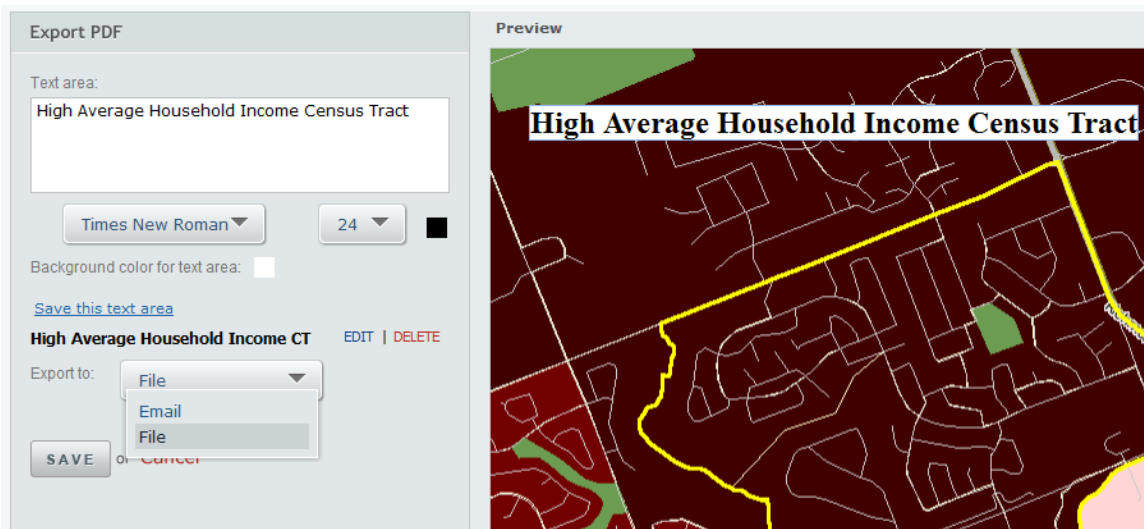 Export PDF
Preview
Text area:
High Average Household Income Census Tract
High Average Household Income Census Tract
Times New Roman
24
Background color for text area:
Save this text area
High Average Household Income CT
EDIT | DELETE
Export to:
File
Email
File
SAVE or Cancel